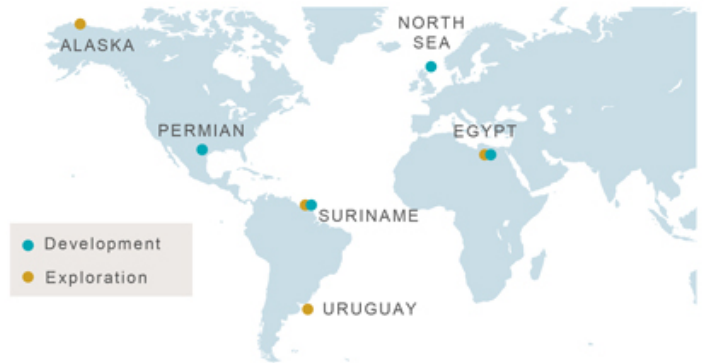 NORTH
SEA
ALASKA
PERMIAN
EGYPT
SURINAME
Development
Exploration
URUGUAY